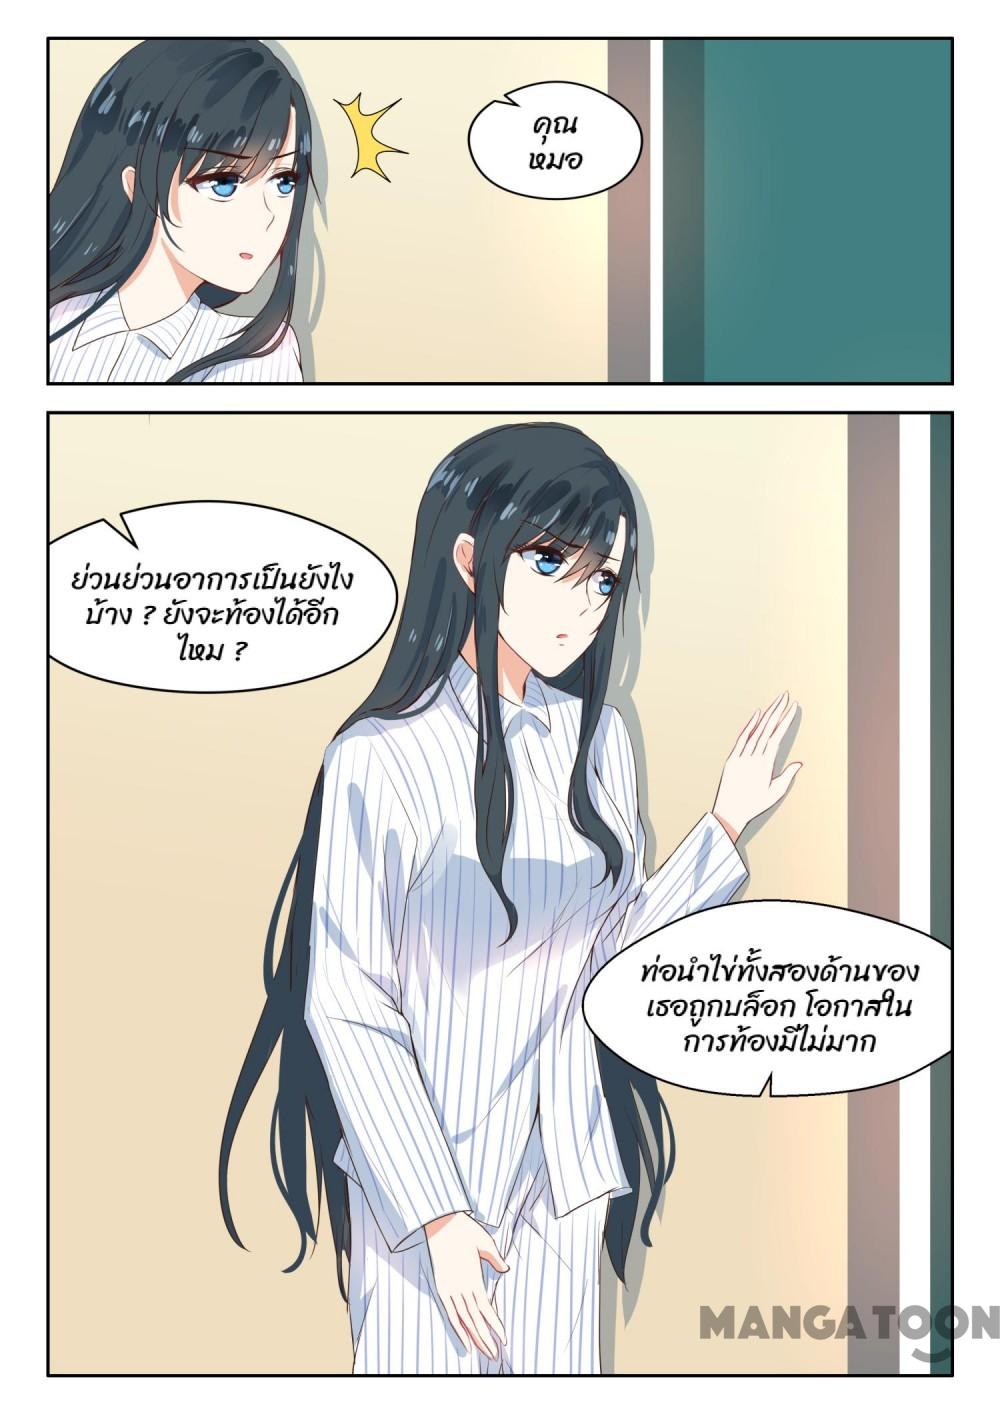 คุณ
หมอ
ย่วนย่วนอาการเป็นยังไง
บ้าง ? ยังจะท้องได้อีก
ไหม ?
ท่อนำไข่ทั้งสองด้านของ
เธอถูกบล็อก โอกาสใน
การท้องมีไม่มาก
MANGATOON